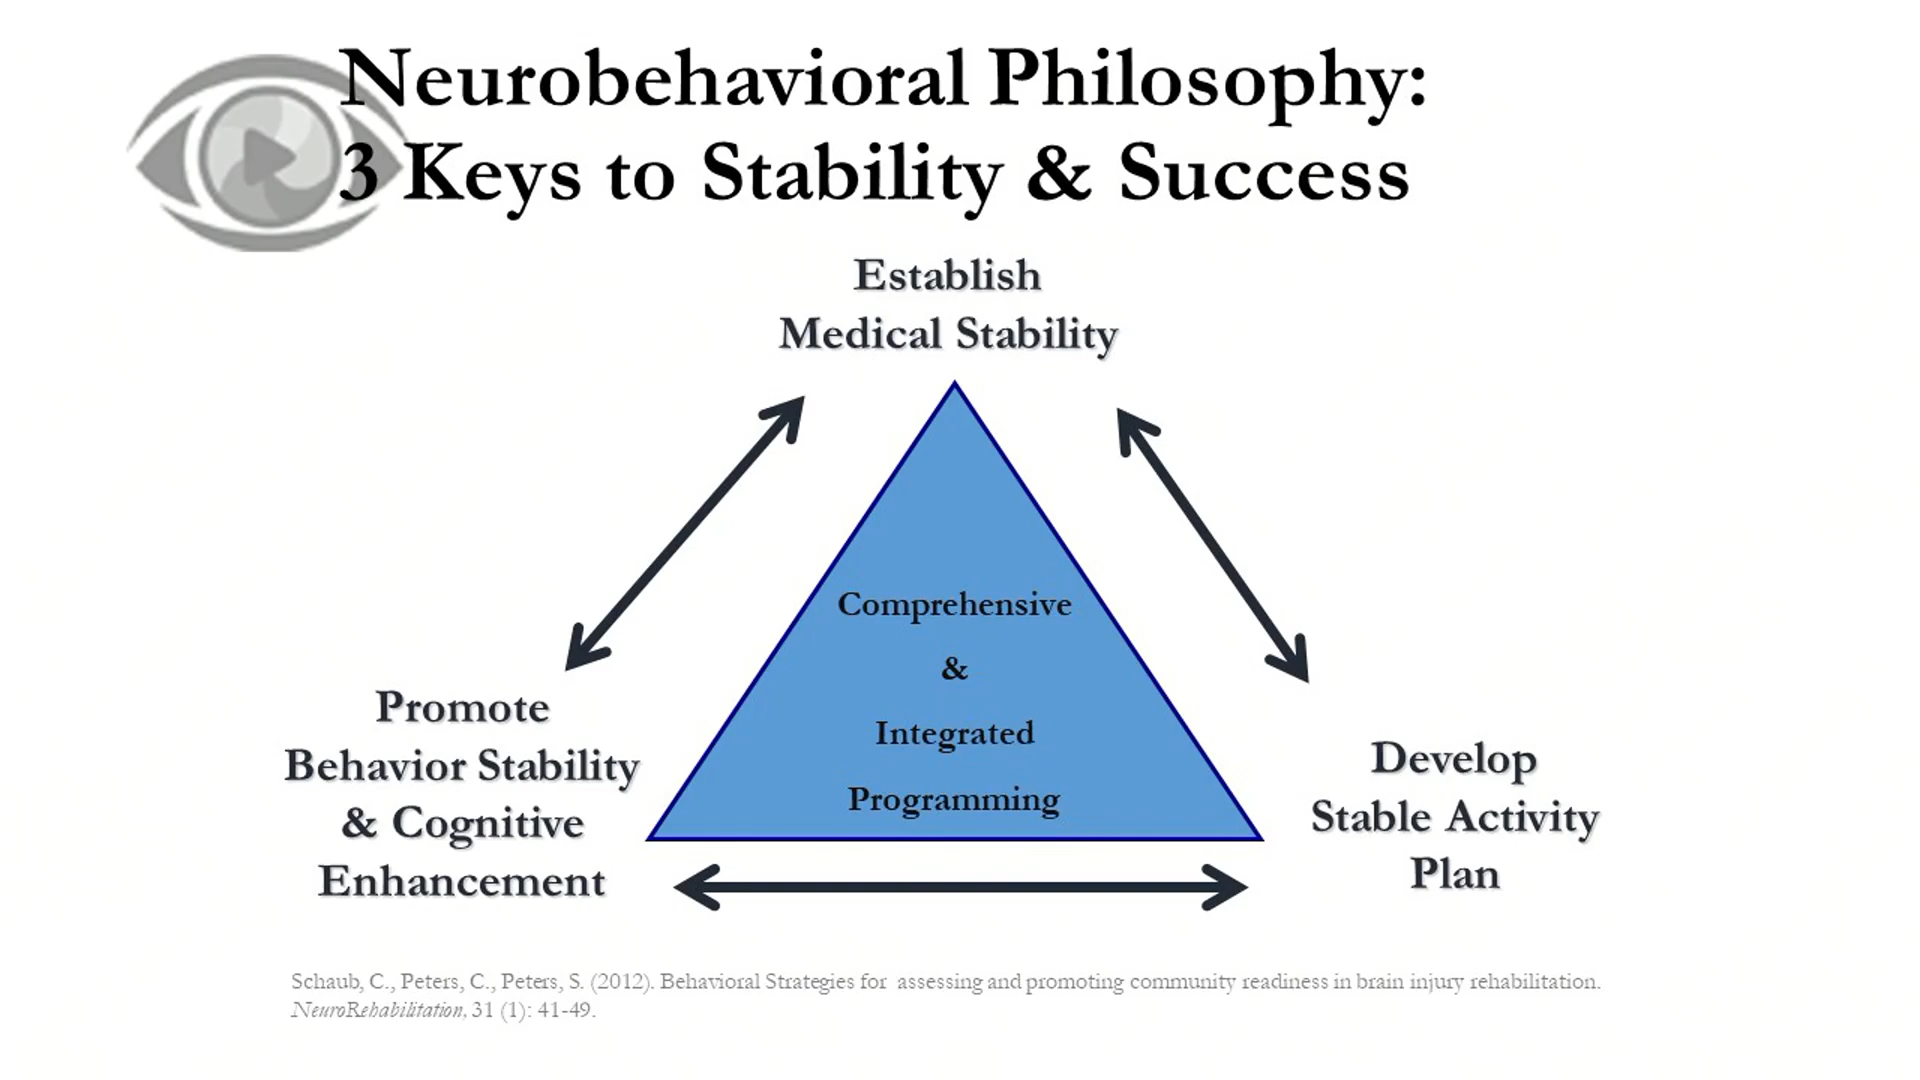 Neurobehavioral Philosophy:
3 Keys to Stability & Success
Establish
Medical Stability
Comprehensive
&
Integrated
Programming
Promote
Behavior Stability
& Cognitive
Enhancement
Develop
Stable Activity
Plan
Schaub, C., Peters, C., Peters, S. (2012). Behavioral Strategies for assessing and promoting community readiness in brain injury rehabilitation.
NeuroRehabilitation, 31 (1): 41-49.